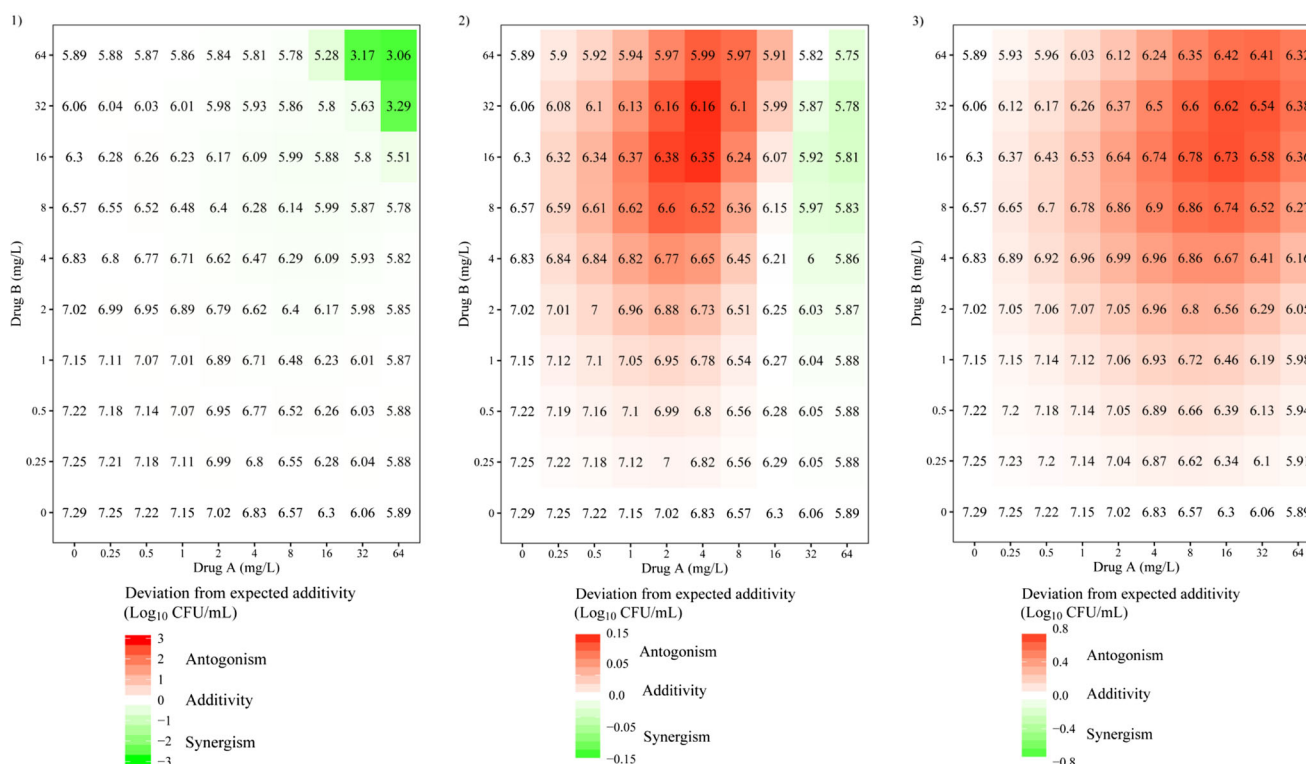 1)
64 5.89 5.88 5.87 5.86 5.84 5.81 5.78 5.28 3.17 3.06
32 6.06 6.04 6.03 6.01 5.98 5.93 5.86 5.8 5.63 3.29
16 6.3 6.28 6.26 6.23 6.17 6.09 5.99 5.88 5.8 5.51
8 6.57 6.55 6.52 6.48 6.4 6.28 6.14 5.99 5.87 5.78
4 6.83 6.8 6.77 6.71 6.62 6.47 6.29 6.09 5.93 5.82
2 7.02 6.99 6.95 6.89 6.79 6.62 6.4 6.17 5.98 5.85
1 7.15 7.11 7.07 7.01 6.89 6.71 6.48 6.23 6.01 5.87
0.5 7.22 7.18 7.14 7.07 6.95 6.77 6.52 6.26 6.03 5.88
0.25 7.25 7.21 7.18 7.11 6.99 6.8 6.55 6.28 6.04 5.88
0 7.29 7.25 7.22 7.15 7.02 6.83 6.57 6.3 6.06 5.89
Drug B (mg/L)
0 0.25 0.5 1 2 4 8 16 32 64
Drug A (mg/L)
Deviation from expected additivity
(Log10 CFU/mL)
3
2
1
0
−1
−2
−3
Antogonism
Additivity
Synergism
2)
64 5.89 5.9 5.92 5.94 5.97 5.99 5.97 5.91 5.82 5.75
32 6.06 6.08 6.1 6.13 6.16 6.16 6.1 5.99 5.87 5.78
16 6.3 6.32 6.34 6.37 6.38 6.35 6.24 6.07 5.92 5.81
8 6.57 6.59 6.61 6.62 6.6 6.52 6.36 6.15 5.97 5.83
4 6.83 6.84 6.84 6.82 6.77 6.65 6.45 6.21 6 5.86
2 7.02 7.01 7 6.96 6.88 6.73 6.51 6.25 6.03 5.87
1 7.15 7.12 7.1 7.05 6.95 6.78 6.54 6.27 6.04 5.88
0.5 7.22 7.19 7.16 7.1 6.99 6.8 6.56 6.28 6.05 5.88
0.25 7.25 7.22 7.18 7.12 7 6.82 6.56 6.29 6.05 5.88
0 7.29 7.25 7.22 7.15 7.02 6.83 6.57 6.3 6.06 5.89
Drug B (mg/L)
0 0.25 0.5 1 2 4 8 16 32 64
Drug A (mg/L)
Deviation from expected additivity
(Log10 CFU/mL)
0.15
0.05
0.0
−0.05
−0.15
Antogonism
Additivity
Synergism
3)
64 5.89 5.93 5.96 6.03 6.12 6.24 6.35 6.42 6.41 6.32
32 6.06 6.12 6.17 6.26 6.37 6.5 6.6 6.62 6.54 6.38
16 6.3 6.37 6.43 6.53 6.64 6.74 6.78 6.73 6.58 6.36
8 6.57 6.65 6.7 6.78 6.86 6.9 6.86 6.74 6.52 6.27
4 6.83 6.89 6.92 6.96 6.99 6.96 6.86 6.67 6.41 6.16
2 7.02 7.05 7.06 7.07 7.05 6.96 6.8 6.56 6.29 6.05
1 7.15 7.15 7.14 7.12 7.06 6.93 6.72 6.46 6.19 5.98
0.5 7.22 7.2 7.18 7.14 7.05 6.89 6.66 6.39 6.13 5.94
0.25 7.25 7.23 7.2 7.14 7.04 6.87 6.62 6.34 6.1 5.91
0 7.29 7.25 7.22 7.15 7.02 6.83 6.57 6.3 6.06 5.89
Drug B (mg/L)
0 0.25 0.5 1 2 4 8 16 32 64
Drug A (mg/L)
Deviation from expected additivity
(Log10 CFU/mL)
0.8
0.4
0.0
−0.4
−0.8
Antogonism
Additivity
Synergism